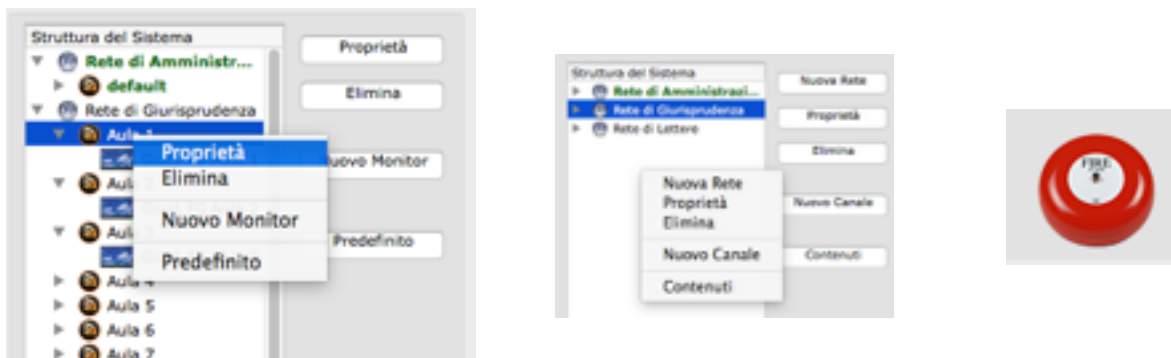 Struttura del Sistema
Rete di Amministr...
default
Rete di Giurisprudenza
Aula 1
Aula 4
Aula 5
Aula 6
Aula 7
Proprietà
Elimina
Nuovo Monitor
Predefinito
Proprietà
Elimina
Nuovo Monitor
Predefinito
Struttura del Sistema
Rete di Amministrazi...
Rete di Giurisprudenza
Rete di Lettere
Nuova Rete
Proprietà
Elimina
Nuovo Canale
Contenuti
Nuova Rete
Proprietà
Elimina
Nuovo Canale
Contenuti
FIRE